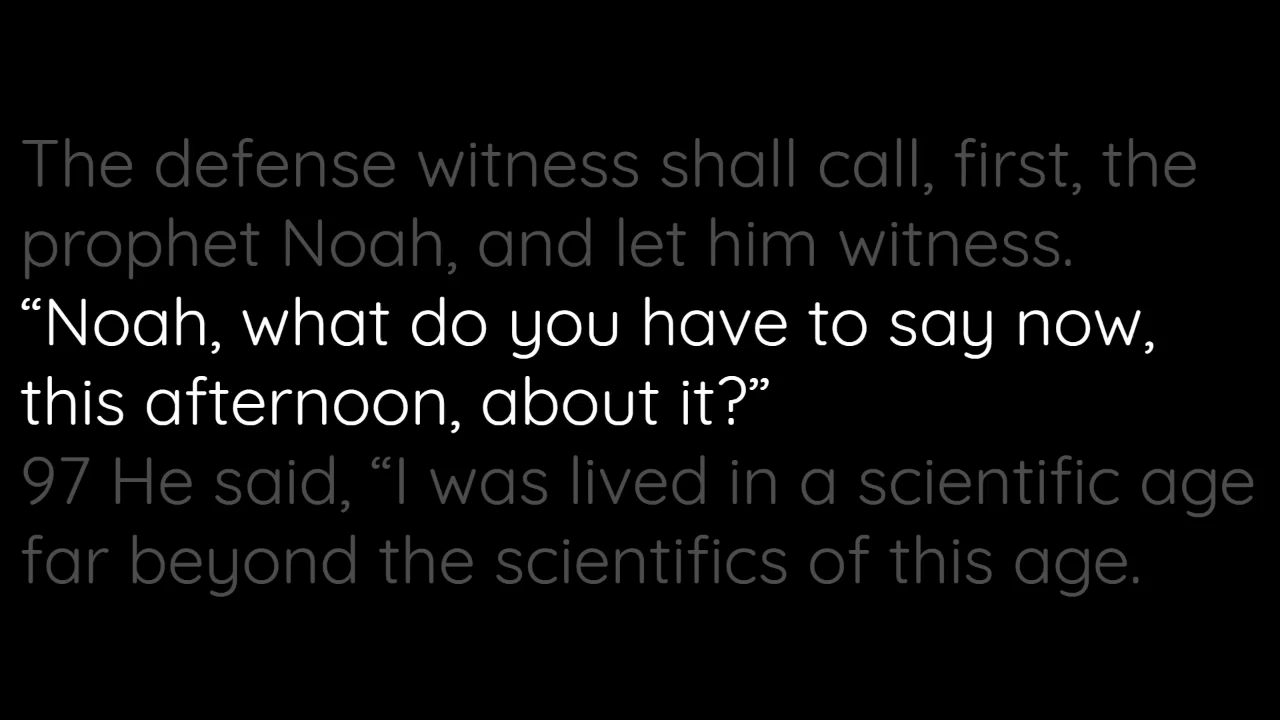 The defense witness shall call, first, the
prophet Noah, and let him witness.
“Noah, what do you have to say now,
this afternoon, about it?”
97 He said, “I was lived in a scientific age
far beyond the scientifics of this age.